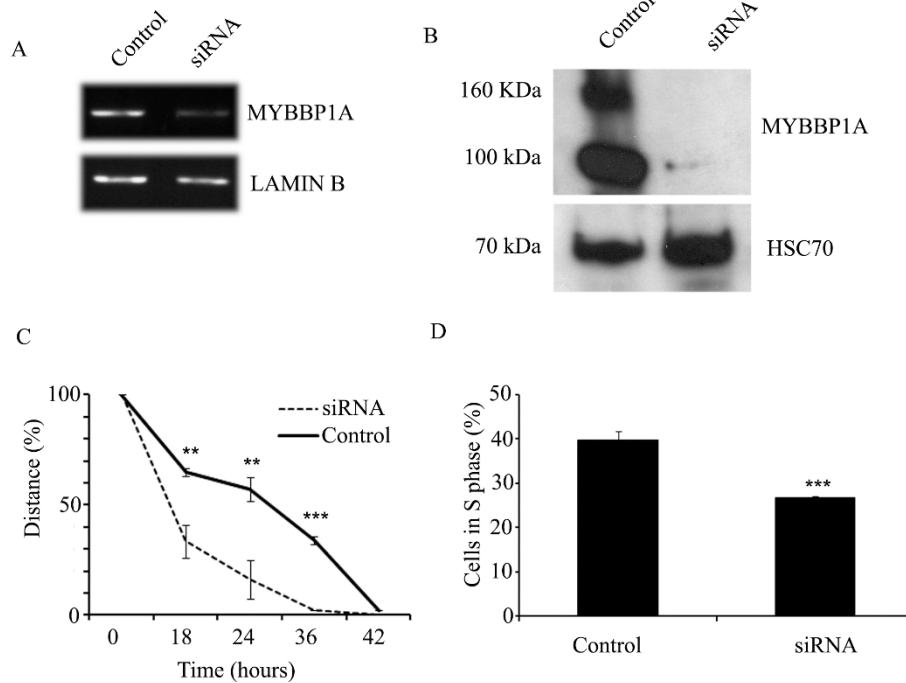 A
Control
siRNA
MYBBP1A
LAMIN B
B
Control
siRNA
160 KDa
100 kDa
MYBBP1A
70 kDa
HSC70
C
Distance (%)
100
50
0
siRNA
Control
**
**
***
0 18 24 36 42
Time (hours)
D
Cells in S phase (%)
50
40
30
20
10
0
***
Control siRNA